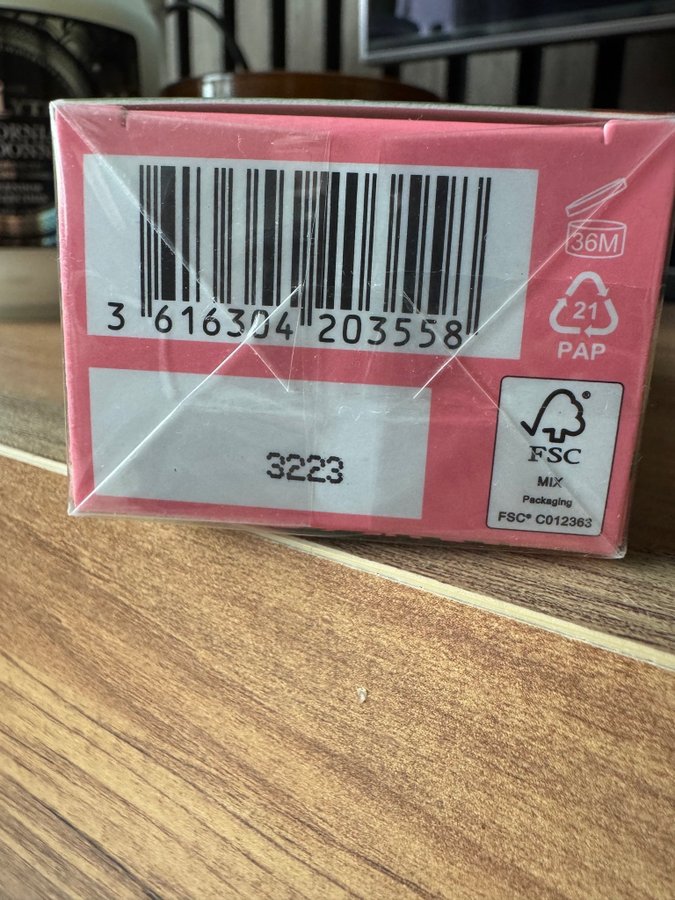 36M
3 616304 203558
21
PAP
3223
FSC
MIX
Packaging
FSC® C012363